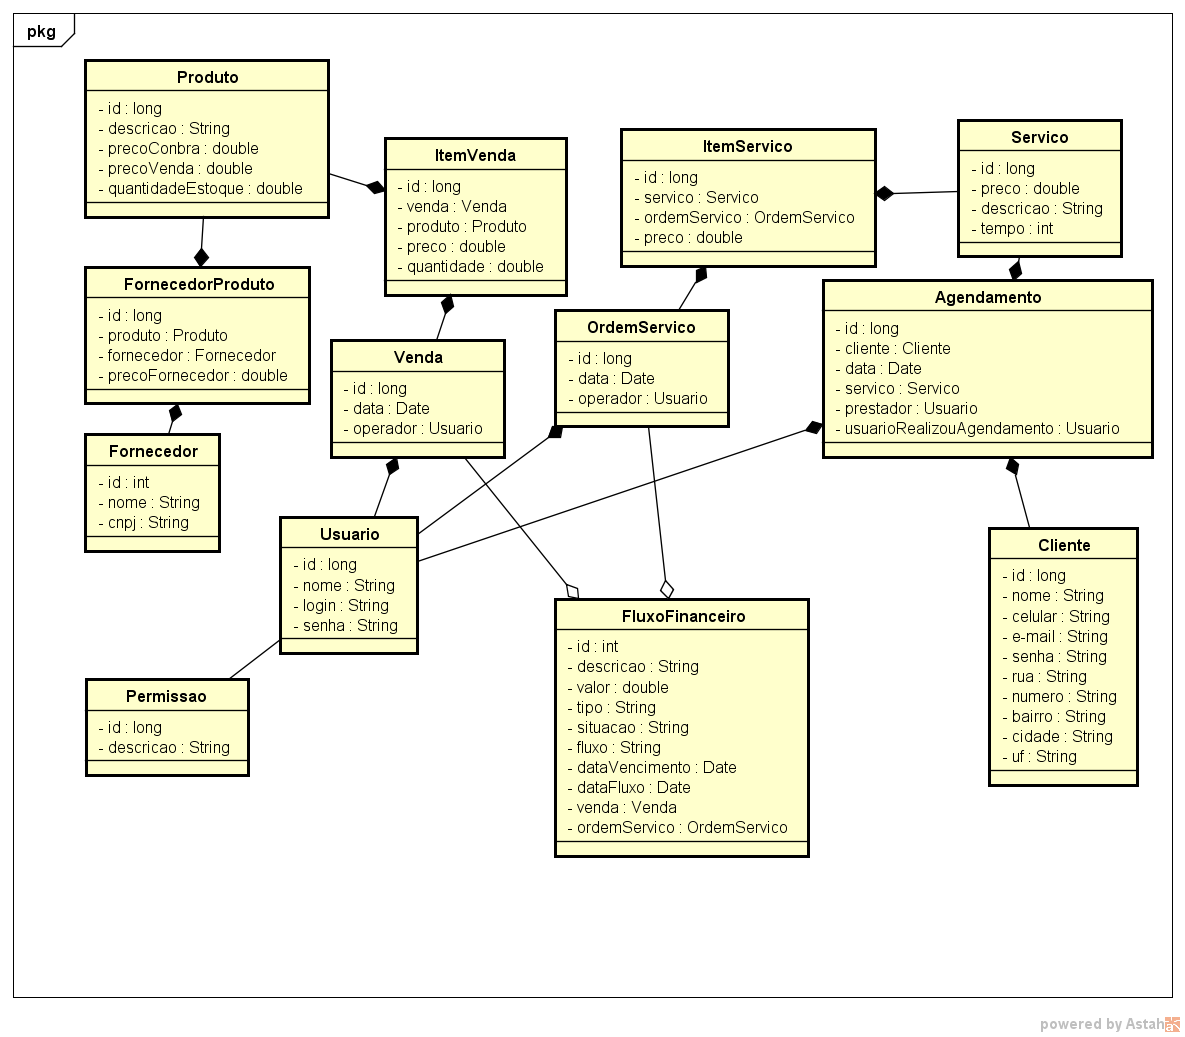 pkg
Produto
- id : long
- descricao : String
- precoConbra : double
- precoVenda : double
- quantidadeEstoque : double
ItemVenda
- id : long
- venda : Venda
- produto : Produto
- preco : double
- quantidade : double
ItemServico
- id : long
- servico : Servico
- ordemServico : OrdemServico
- preco : double
Servico
- id : long
- preco : double
- descricao : String
- tempo : int
FornecedorProduto
- id : long
- produto : Produto
- fornecedor : Fornecedor
- precoFornecedor : double
Venda
- id : long
- data : Date
- operador : Usuario
OrdemServico
- id : long
- data : Date
- operador : Usuario
Agendamento
- id : long
- cliente : Cliente
- data : Date
- servico : Servico
- prestador : Usuario
- usuarioRealizouAgendamento : Usuario
Fornecedor
- id : int
- nome : String
- cnpj : String
Usuario
- id : long
- nome : String
- login : String
- senha : String
Cliente
- id : long
- nome : String
- celular : String
- e-mail : String
- senha : String
- rua : String
- numero : String
- bairro : String
- cidade : String
- uf : String
FluxoFinanceiro
- id : int
- descricao : String
- valor : double
- tipo : String
- situacao : String
- fluxo : String
- dataVencimento : Date
- dataFluxo : Date
- venda : Venda
- ordemServico : OrdemServico
Permissao
- id : long
- descricao : String
powered by Astah